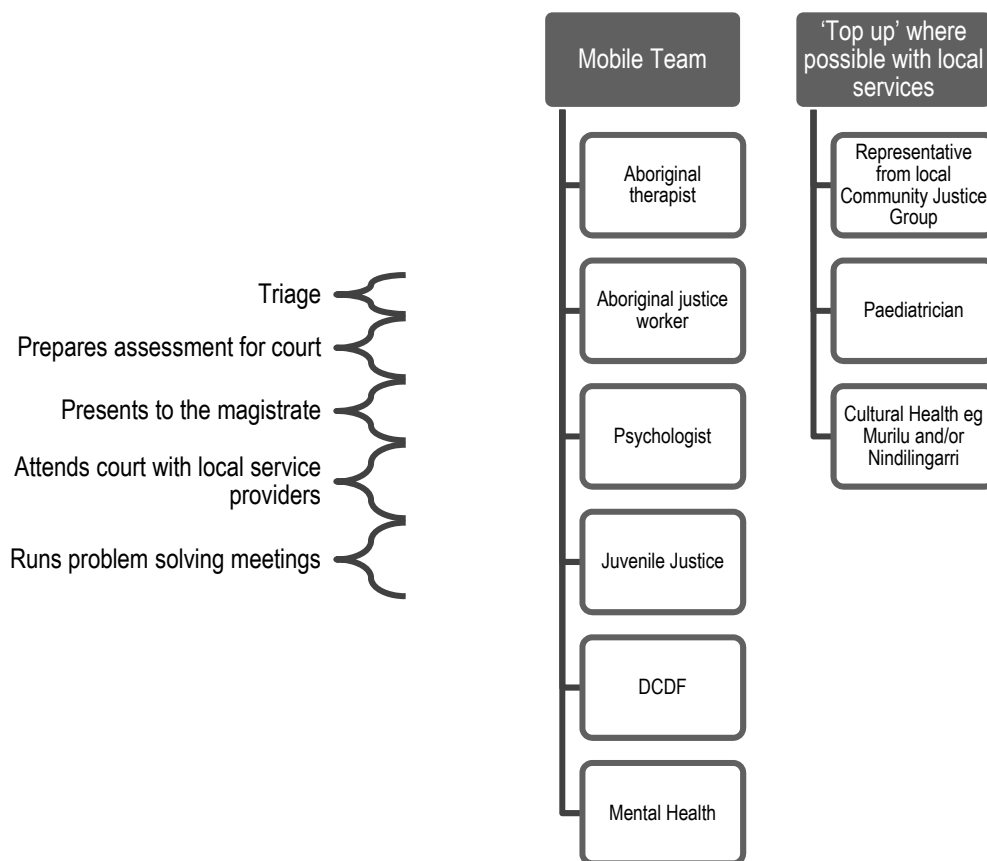 Triage
Prepares assessment for court
Presents to the magistrate
Attends court with local service
providers
Runs problem solving meetings
Mobile Team
Aboriginal
therapist
Aboriginal justice
worker
Psychologist
Juvenile Justice
DCDF
Mental Health
‘Top up’ where
possible with local
services
Representative
from local
Community Justice
Group
Paediatrician
Cultural Health eg
Murilu and/or
Nindilingarri